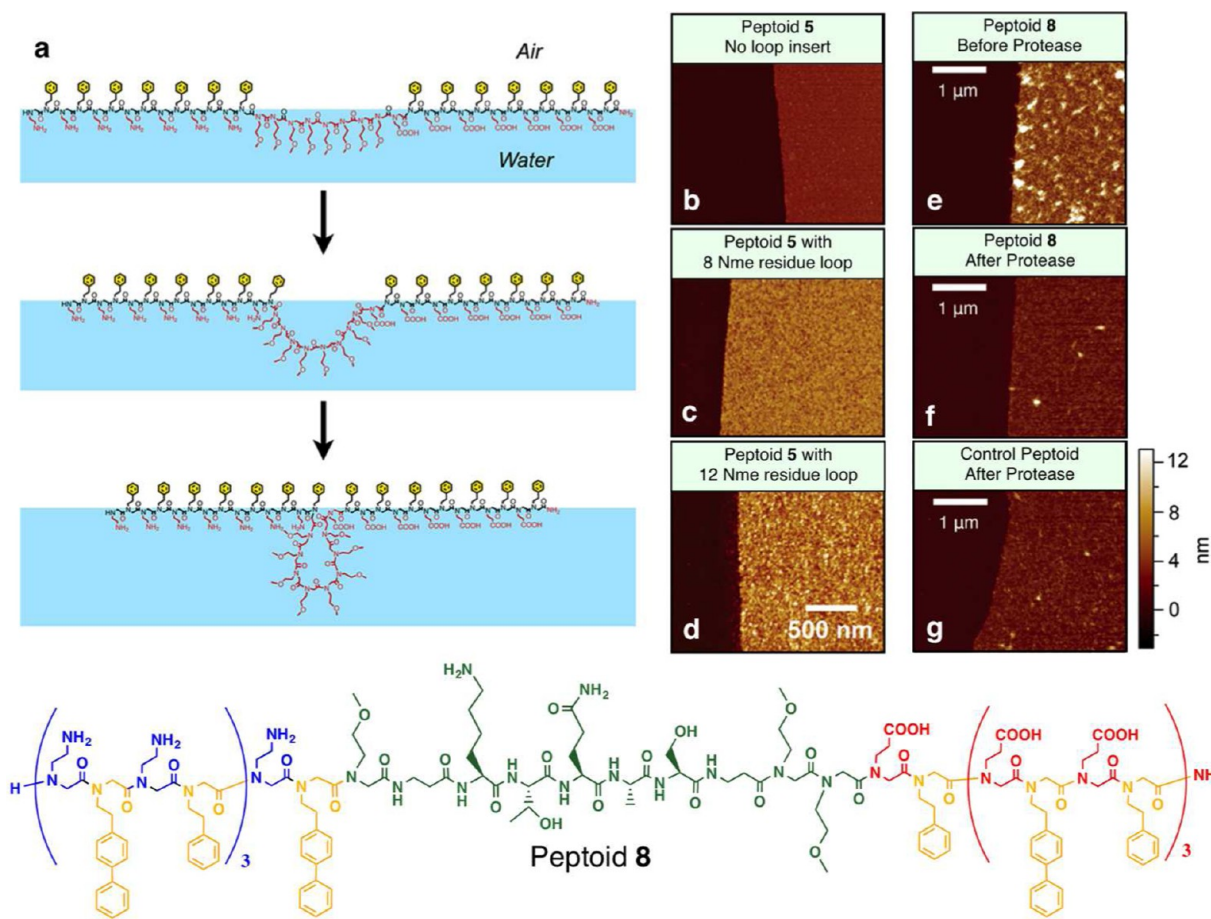 a
Air
Water
Peptoid 5
No loop insert
b
Peptoid 5 with
8 Nme residue loop
c
Peptoid 5 with
12 Nme residue loop
500 nm
d
Peptoid 8
Before Protease
1 μm
e
Peptoid 8
After Protease
1 μm
f
Control Peptoid
After Protease
1 μm
g
12
8
4
0
nm
H
NH₂
NH₂
3
NH₂
H₂N
NH₂
OH
HO
COOH
COOH
COOH
NH
3
Peptoid 8